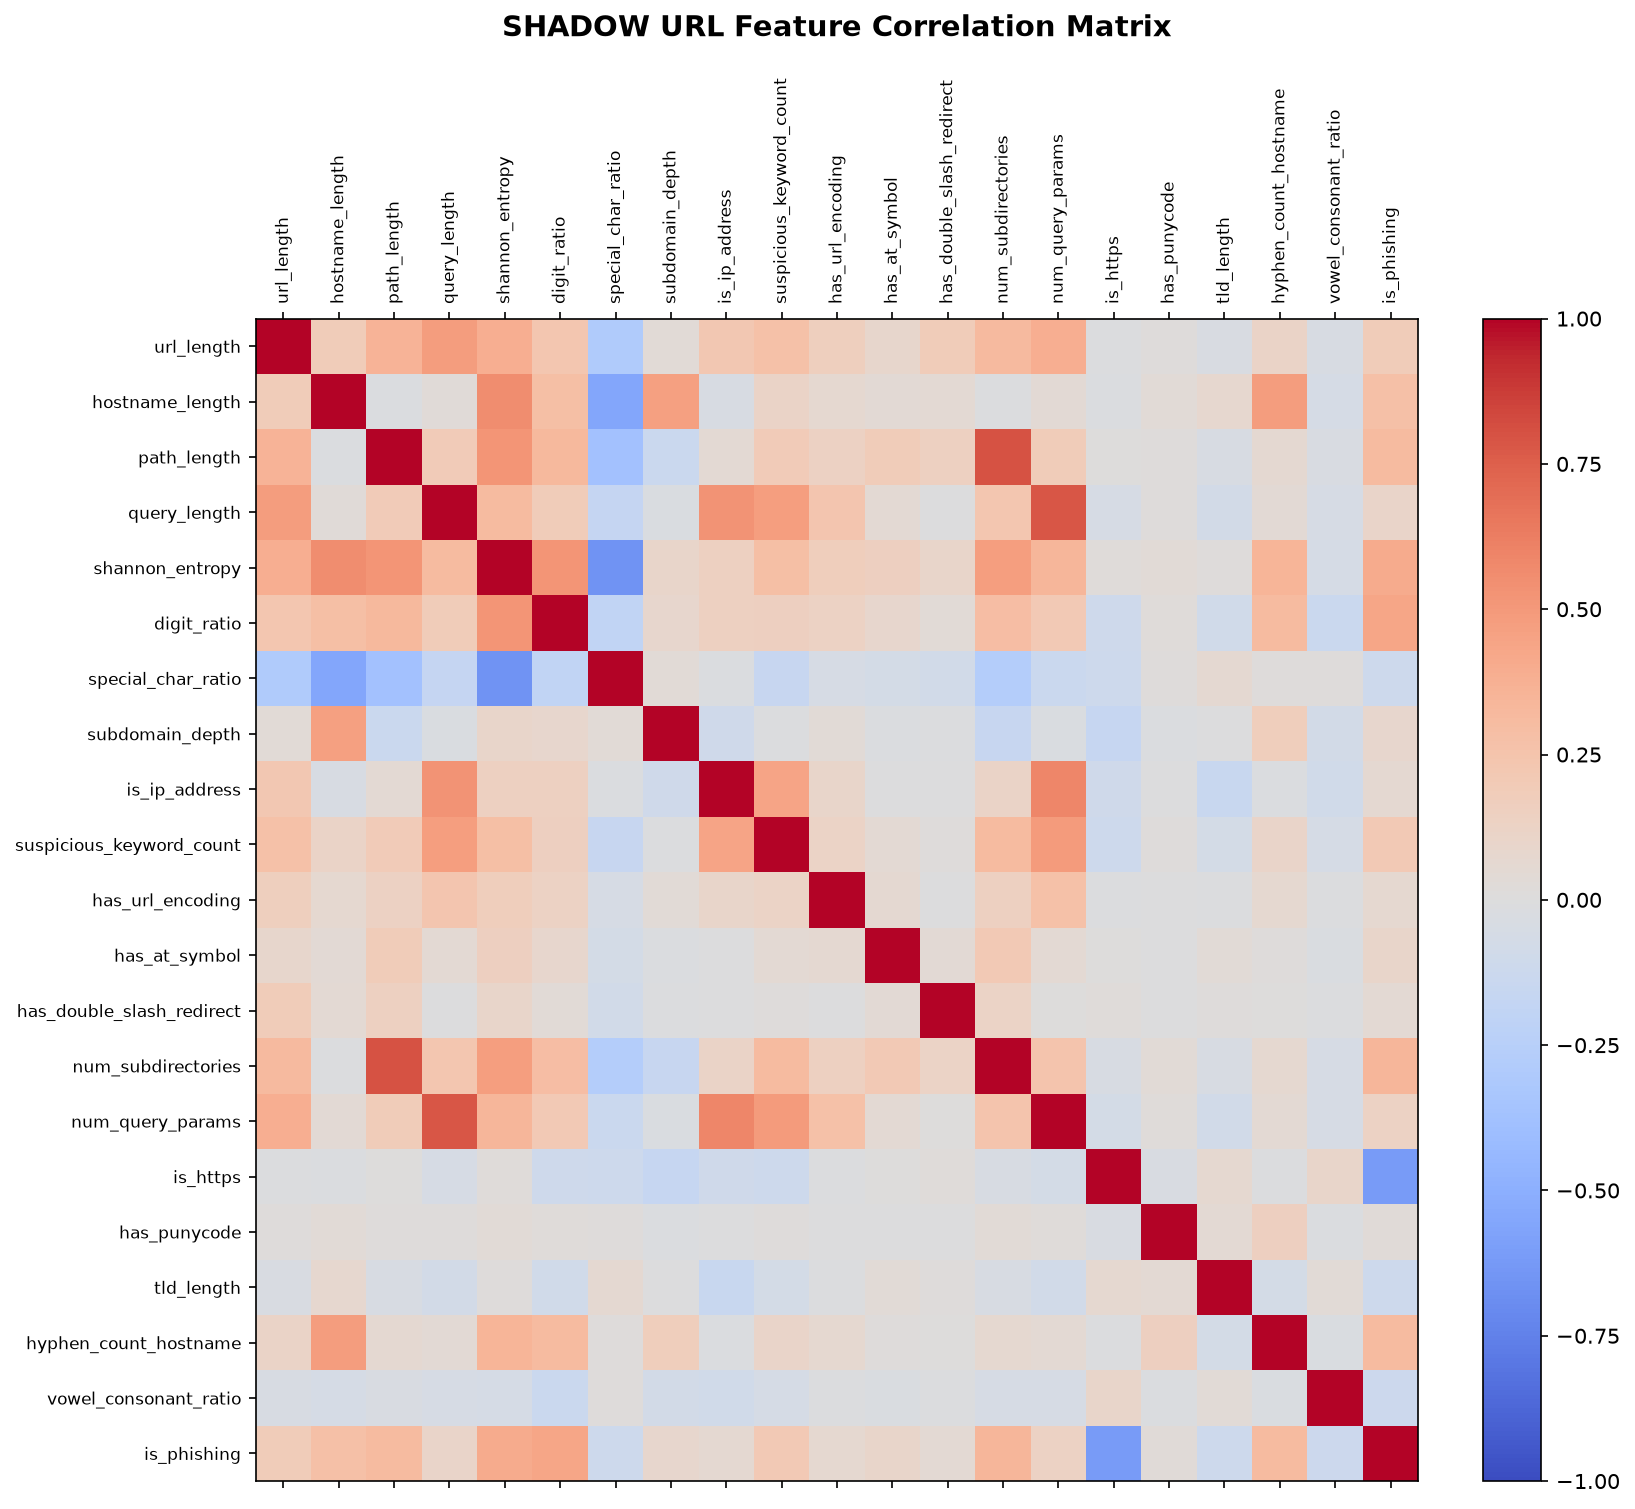 SHADOW URL Feature Correlation Matrix
url_length
hostname_length
path_length
query_length
shannon_entropy
digit_ratio
special_char_ratio
subdomain_depth
is_ip_address
suspicious_keyword_count
has_url_encoding
has_at_symbol
has_double_slash_redirect
num_subdirectories
num_query_params
is_https
has_punycode
tld_length
hyphen_count_hostname
vowel_consonant_ratio
is_phishing
url_length
hostname_length
path_length
query_length
shannon_entropy
digit_ratio
special_char_ratio
subdomain_depth
is_ip_address
suspicious_keyword_count
has_url_encoding
has_at_symbol
has_double_slash_redirect
num_subdirectories
num_query_params
is_https
has_punycode
tld_length
hyphen_count_hostname
vowel_consonant_ratio
is_phishing
1.00
0.75
0.50
0.25
0.00
−0.25
−0.50
−0.75
−1.00